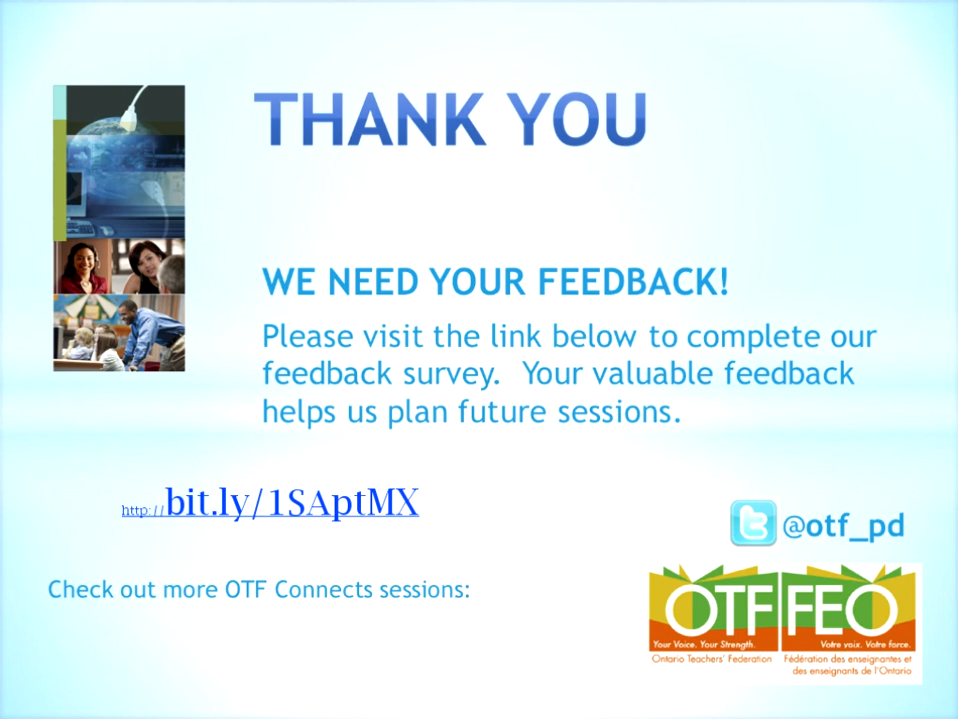 THANK YOU
WE NEED YOUR FEEDBACK!
Please visit the link below to complete our
feedback survey.  Your valuable feedback
helps us plan future sessions.
http://bit.ly/1SAptMX
@otf_pd
Check out more OTF Connects sessions:
OTF FEO
Your Voice. Your Strength. Votre voix. Votre force.
Ontario Teachers' Federation Fédération des enseignantes et
des enseignants de l'Ontario